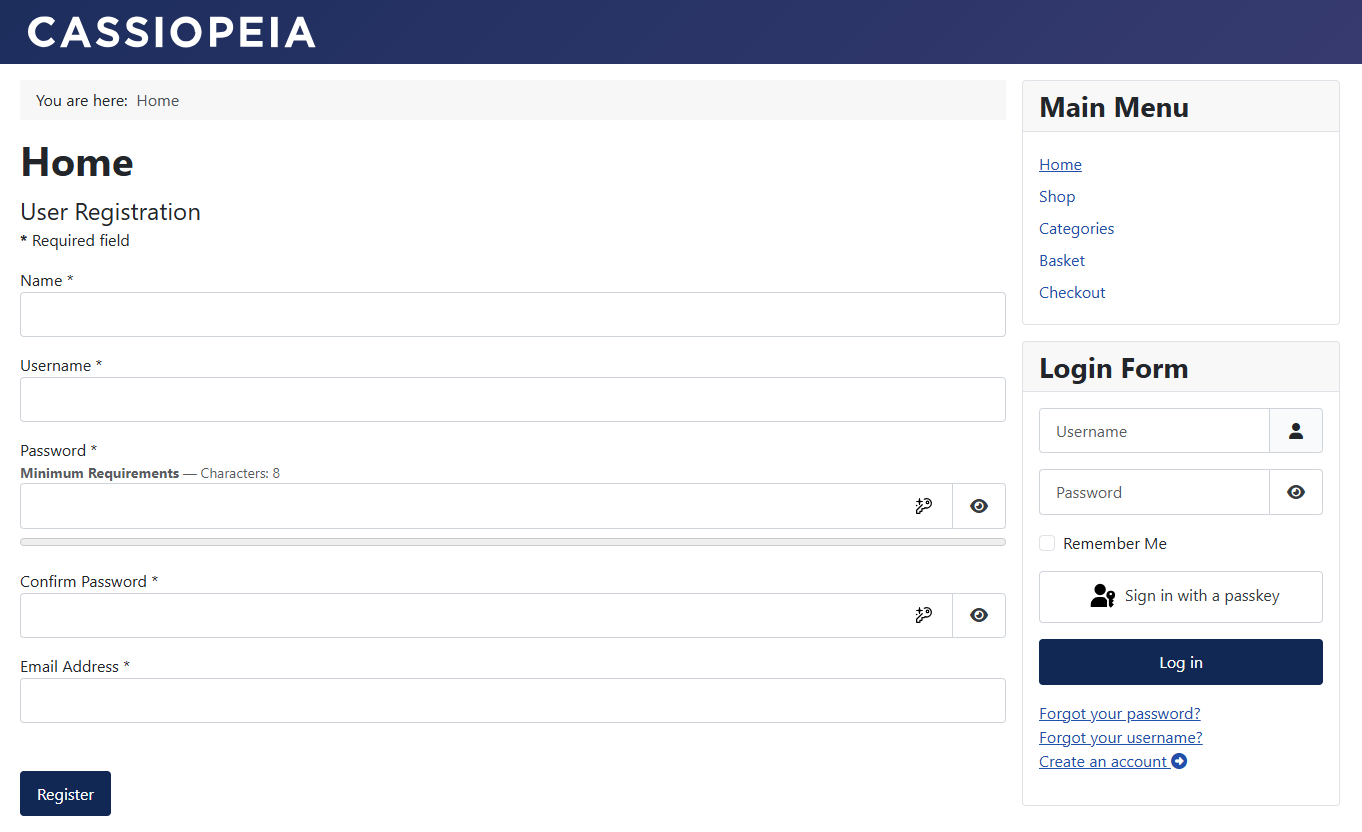 CASSIOPEIA
You are here: Home
Home
User Registration
* Required field
Name *
Username *
Password *
Minimum Requirements — Characters: 8
Confirm Password *
Email Address *
Register
Main Menu
Home
Shop
Categories
Basket
Checkout
Login Form
Username
Password
Remember Me
Sign in with a passkey
Log in
Forgot your password?
Forgot your username?
Create an account